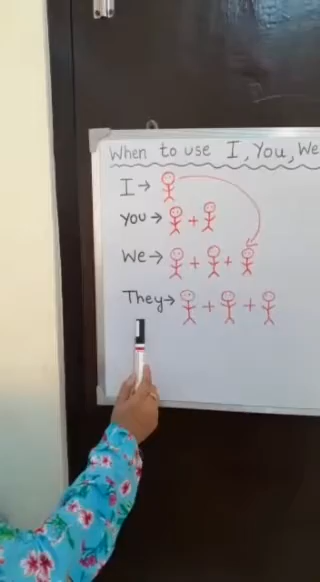 When to use I, You, We
I→
You→ +
We→ + +
They→ + +